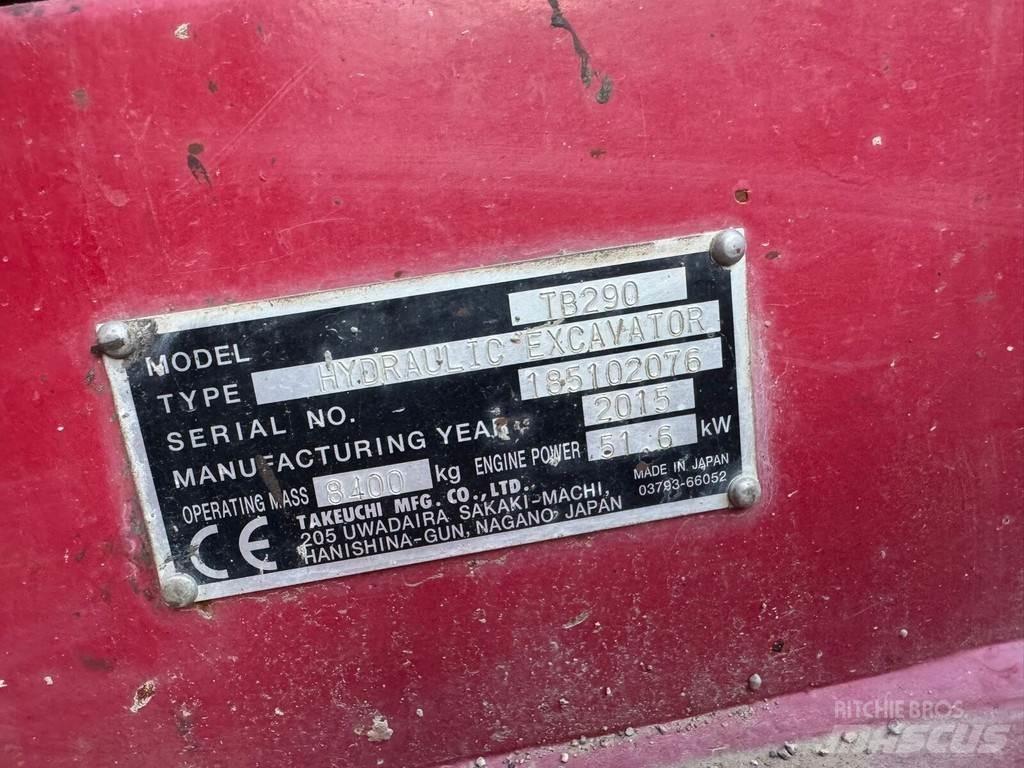 MODEL TB290
TYPE HYDRAULIC EXCAVATOR
SERIAL NO. 185102076
MANUFACTURING YEAR 2015
OPERATING MASS 8400 kg ENGINE POWER 51.6 kW
CE TAKEUCHI MFG. CO., LTD. MADE IN JAPAN
205 UWADAIRA SAKAKI-MACHI, 03793-66052
HANISHINA-GUN, NAGANO JAPAN
RITCHIE BROS.
MASCUS